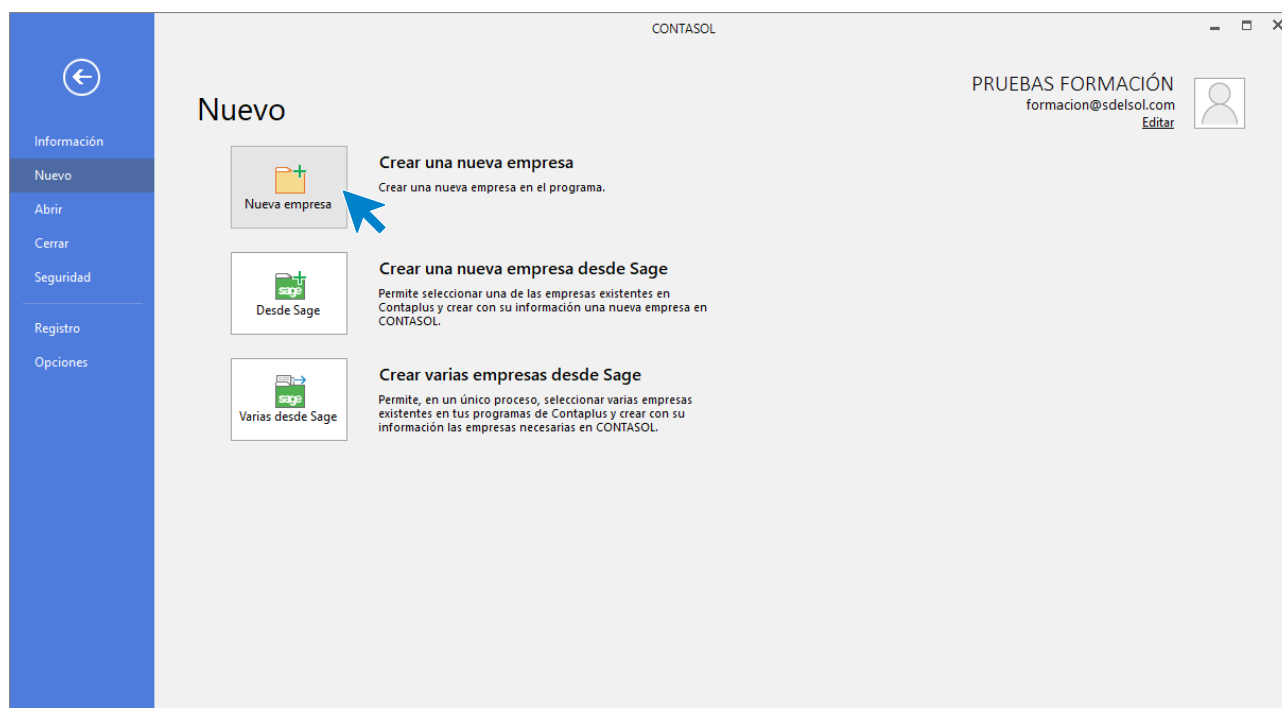 CONTASOL
PRUEBAS FORMACIÓN
formacion@sdelsol.com
Editar
Información
Nuevo
Abrir
Cerrar
Seguridad
Registro
Opciones
Nuevo
Nueva empresa
Crear una nueva empresa
Crear una nueva empresa en el programa.
sage
Desde Sage
Crear una nueva empresa desde Sage
Permite seleccionar una de las empresas existentes en
Contaplus y crear con su información una nueva empresa en
CONTASOL.
sage
Varias desde Sage
Crear varias empresas desde Sage
Permite, en un único proceso, seleccionar varias empresas
existentes en tus programas de Contaplus y crear con su
información las empresas necesarias en CONTASOL.